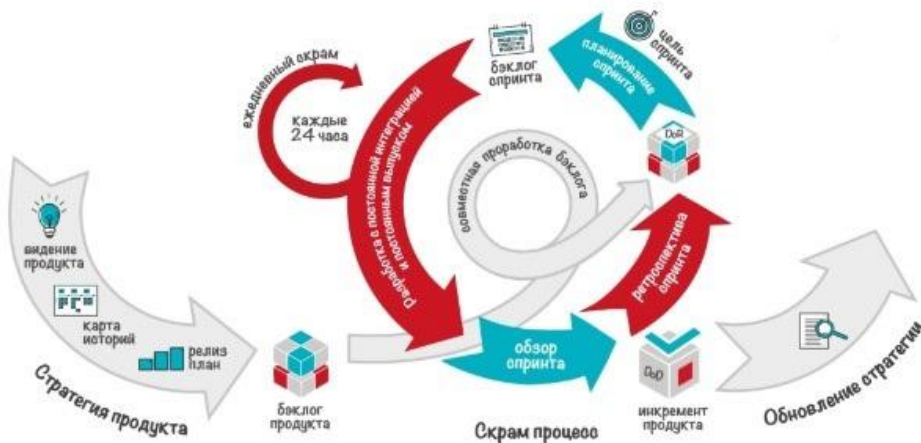 ежедневный скрам
каждые
24 часа
бэклог
спринта
планирование
спринта
цель
спринта
DoR
совместная проработка бэклога
Разработка с постоянной интеграцией
и постоянным выпуском
ретроспектива
спринта
видение
продукта
карта
историй
релиз
план
Стратегия продукта
бэклог
продукта
обзор
спринта
Скрам процесс
DoD
инкремент
продукта
Обновление стратегии